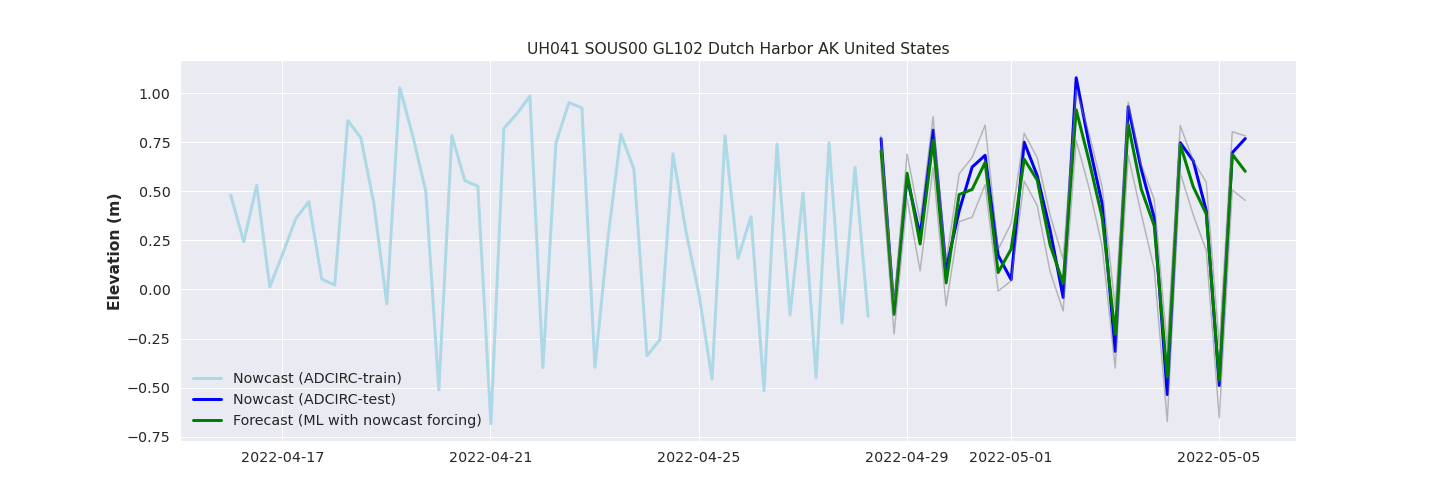 UH041 SOUS00 GL102 Dutch Harbor AK United States
Elevation (m)
1.00
0.75
0.50
0.25
0.00
−0.25
−0.50
−0.75
Nowcast (ADCIRC-train)
Nowcast (ADCIRC-test)
Forecast (ML with nowcast forcing)
2022-04-17 2022-04-21 2022-04-25 2022-04-29 2022-05-01 2022-05-05